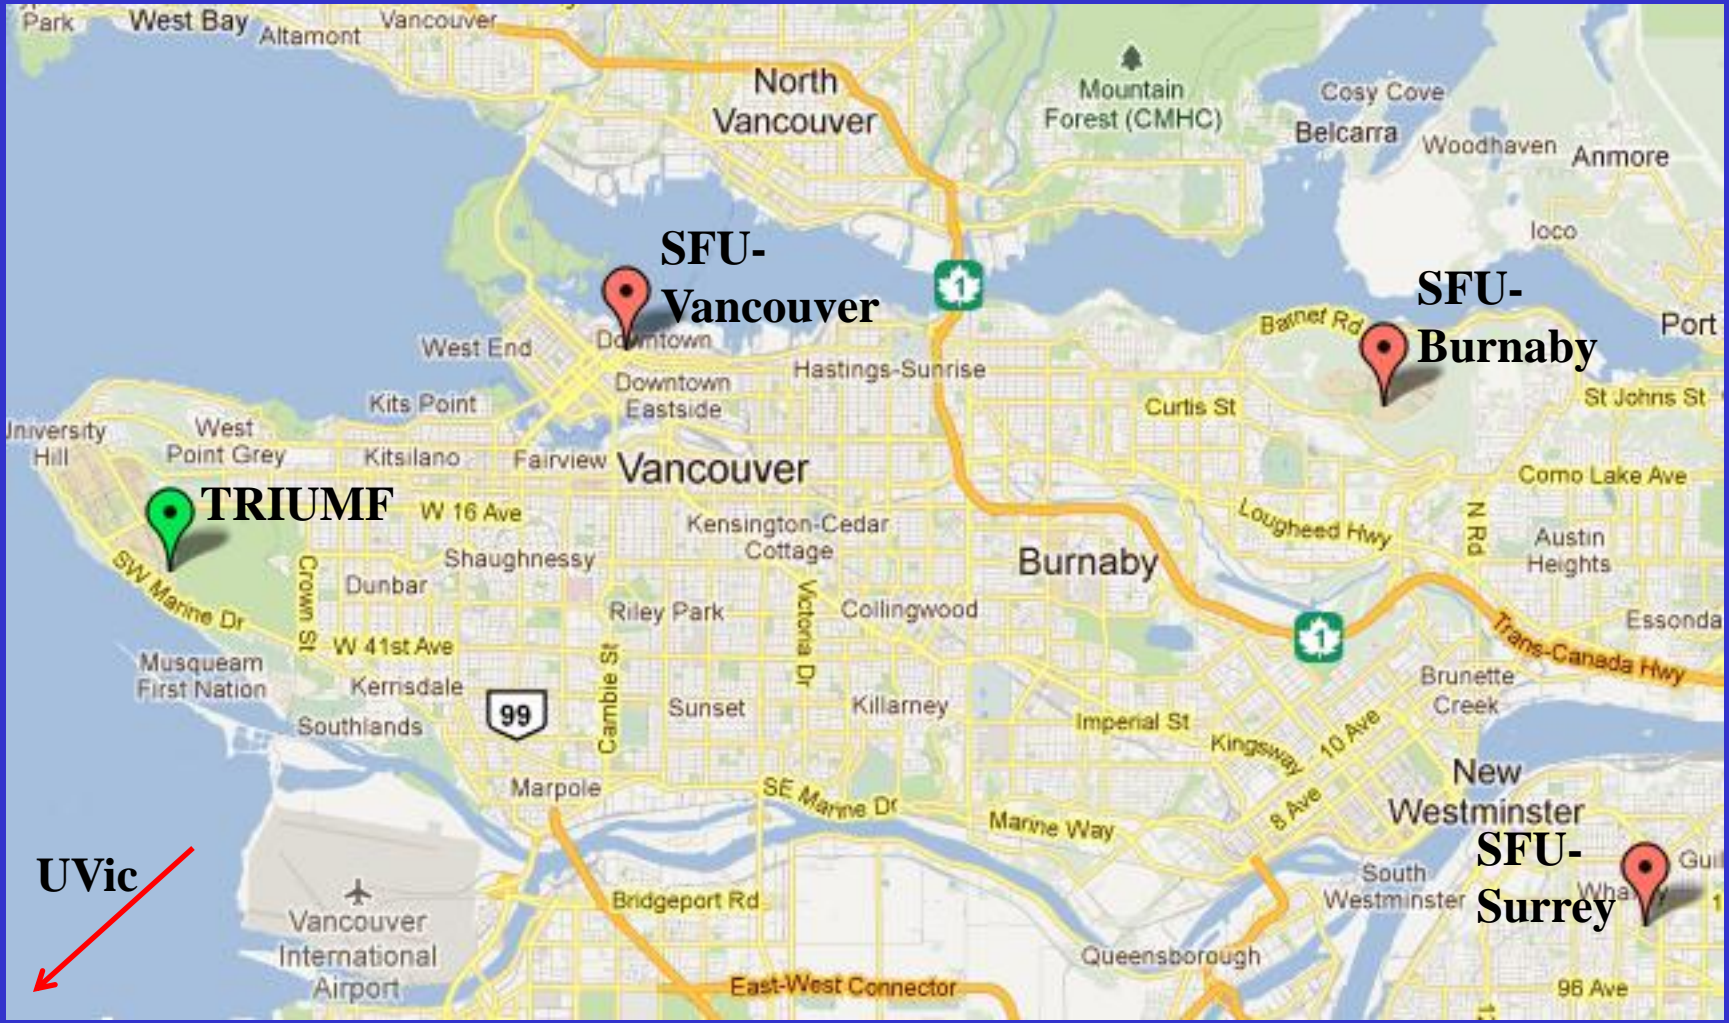 Park
West Bay
Altamont
Vancouver
North
Vancouver
Mountain
Forest (CMHC)
Cosy Cove
Belcarra
Woodhaven
Anmore
Ioco
SFU-
Vancouver
1
SFU-
Burnaby
Barnet Rd
Port
West End
Downtown
Hastings-Sunrise
Downtown
Eastside
Kits Point
Curtis St
St Johns St
University
Hill
West
Point Grey
Kitsilano
Fairview
Vancouver
Como Lake Ave
TRIUMF
W 16 Ave
Kensington-Cedar
Cottage
Lougheed Hwy
N Rd
Austin
Heights
SW Marine Dr
Crown St
Shaughnessy
Dunbar
Burnaby
Riley Park
Victoria Dr
Collingwood
Essonda
1
Trans-Canada Hwy
W 41st Ave
Musqueam
First Nation
Kerrisdale
Cambie St
Brunette
Creek
99
Sunset
Killarney
Southlands
Imperial St
Kingsway
10 Ave
Marpole
SE Marine Dr
Marine Way
8 Ave
New
Westminster
SFU-
Surrey
UVic
South
Westminster
Guil
Wha y
1
Vancouver
International
Airport
Bridgeport Rd
Queensborough
East-West Connector
96 Ave